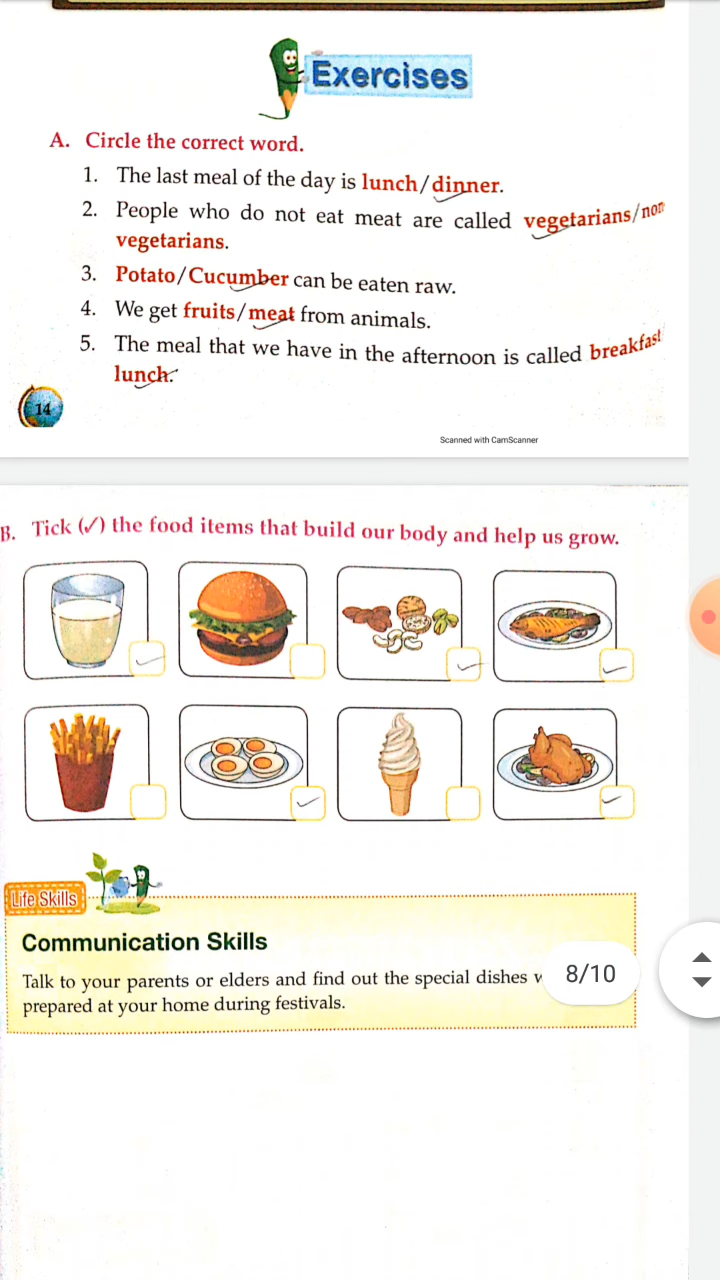 Exercises
A. Circle the correct word.
1. The last meal of the day is lunch/dinner.
2. People who do not eat meat are called vegetarians/non
vegetarians.
3. Potato/Cucumber can be eaten raw.
4. We get fruits/meat from animals.
5. The meal that we have in the afternoon is called breakfast
lunch.
14
Scanned with CamScanner
B. Tick (✓) the food items that build our body and help us grow.
Life Skills
Communication Skills
Talk to your parents or elders and find out the special dishes
8/10
prepared at your home during festivals.